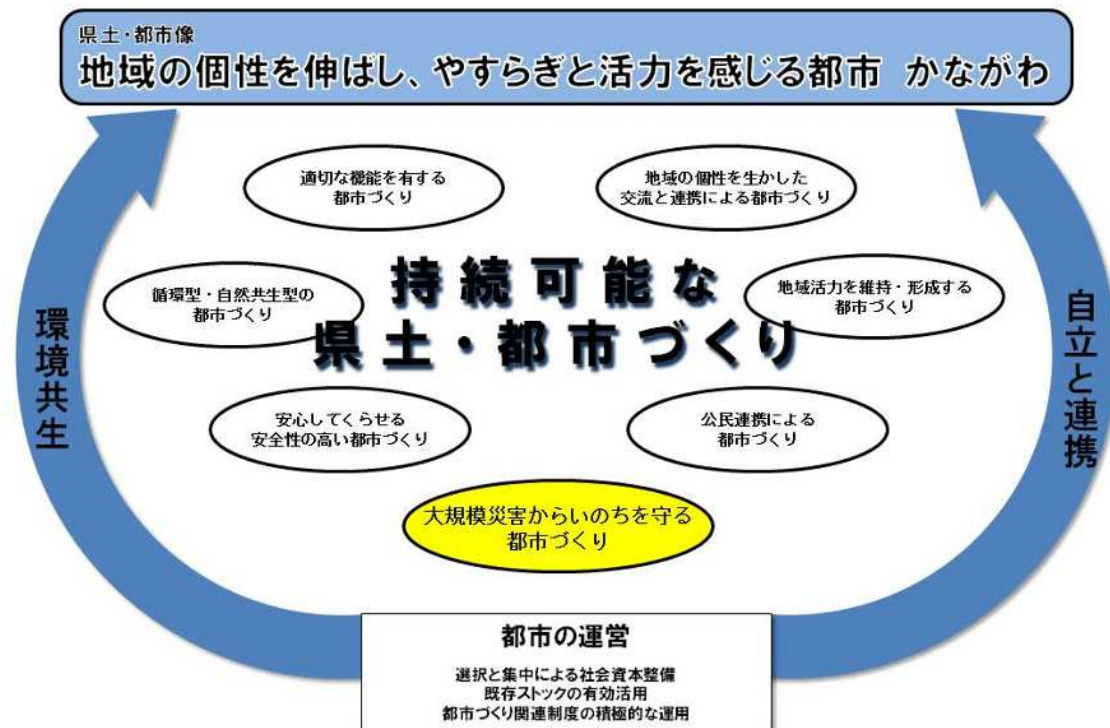 県土・都市像
地域の個性を伸ばし、やすらぎと活力を感じる都市 かながわ
適切な機能を有する
都市づくり
地域の個性を生かした
交流と連携による都市づくり
持続可能な
県土・都市づくり
循環型・自然共生型の
都市づくり
地域活力を維持・形成する
都市づくり
環境共生
自立と連携
安心してくらせる
安全性の高い都市づくり
公民連携による
都市づくり
大規模災害からいのちを守る
都市づくり
都市の運営
選択と集中による社会資本整備
既存ストックの有効活用
都市づくり関連制度の積極的な運用